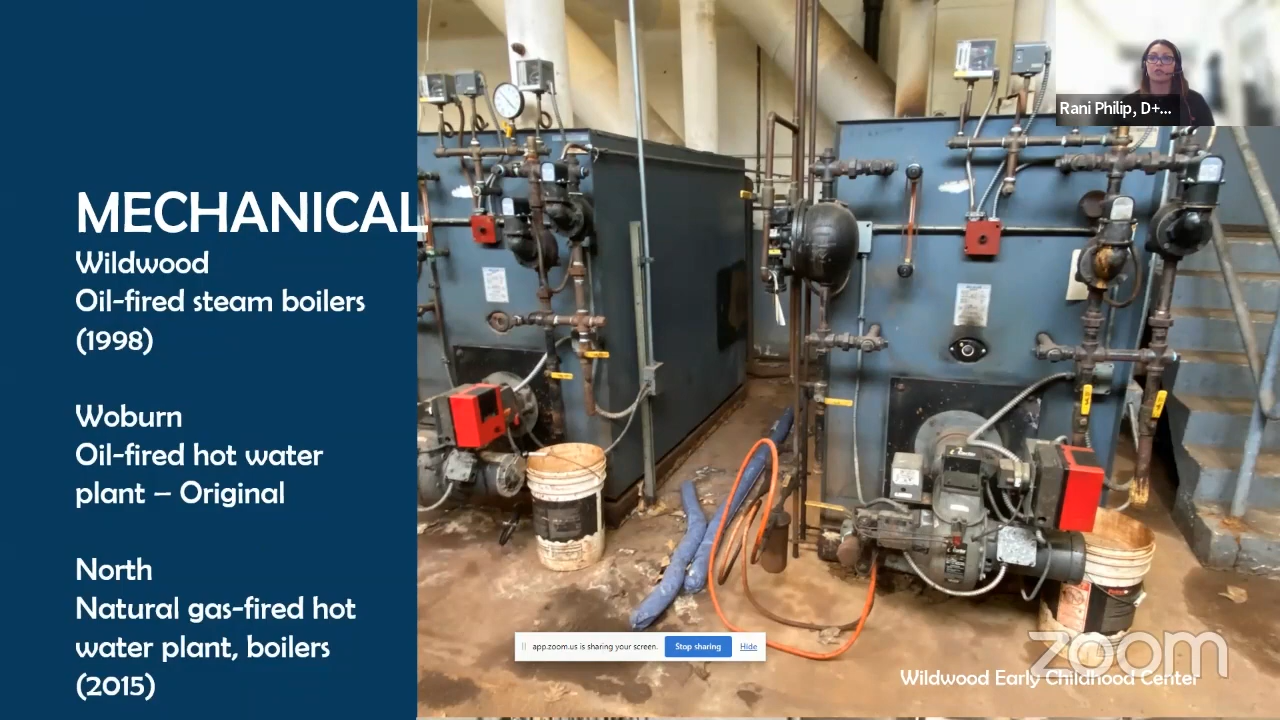 MECHANICAL
Wildwood
Oil-fired steam boilers
(1998)
Woburn
Oil-fired hot water
plant – Original
North
Natural gas-fired hot
water plant, boilers
(2015)
Rani Philip, D+...
app.zoom.us is sharing your screen.
Stop sharing
Hide
zoom
Wildwood Early Childhood Center